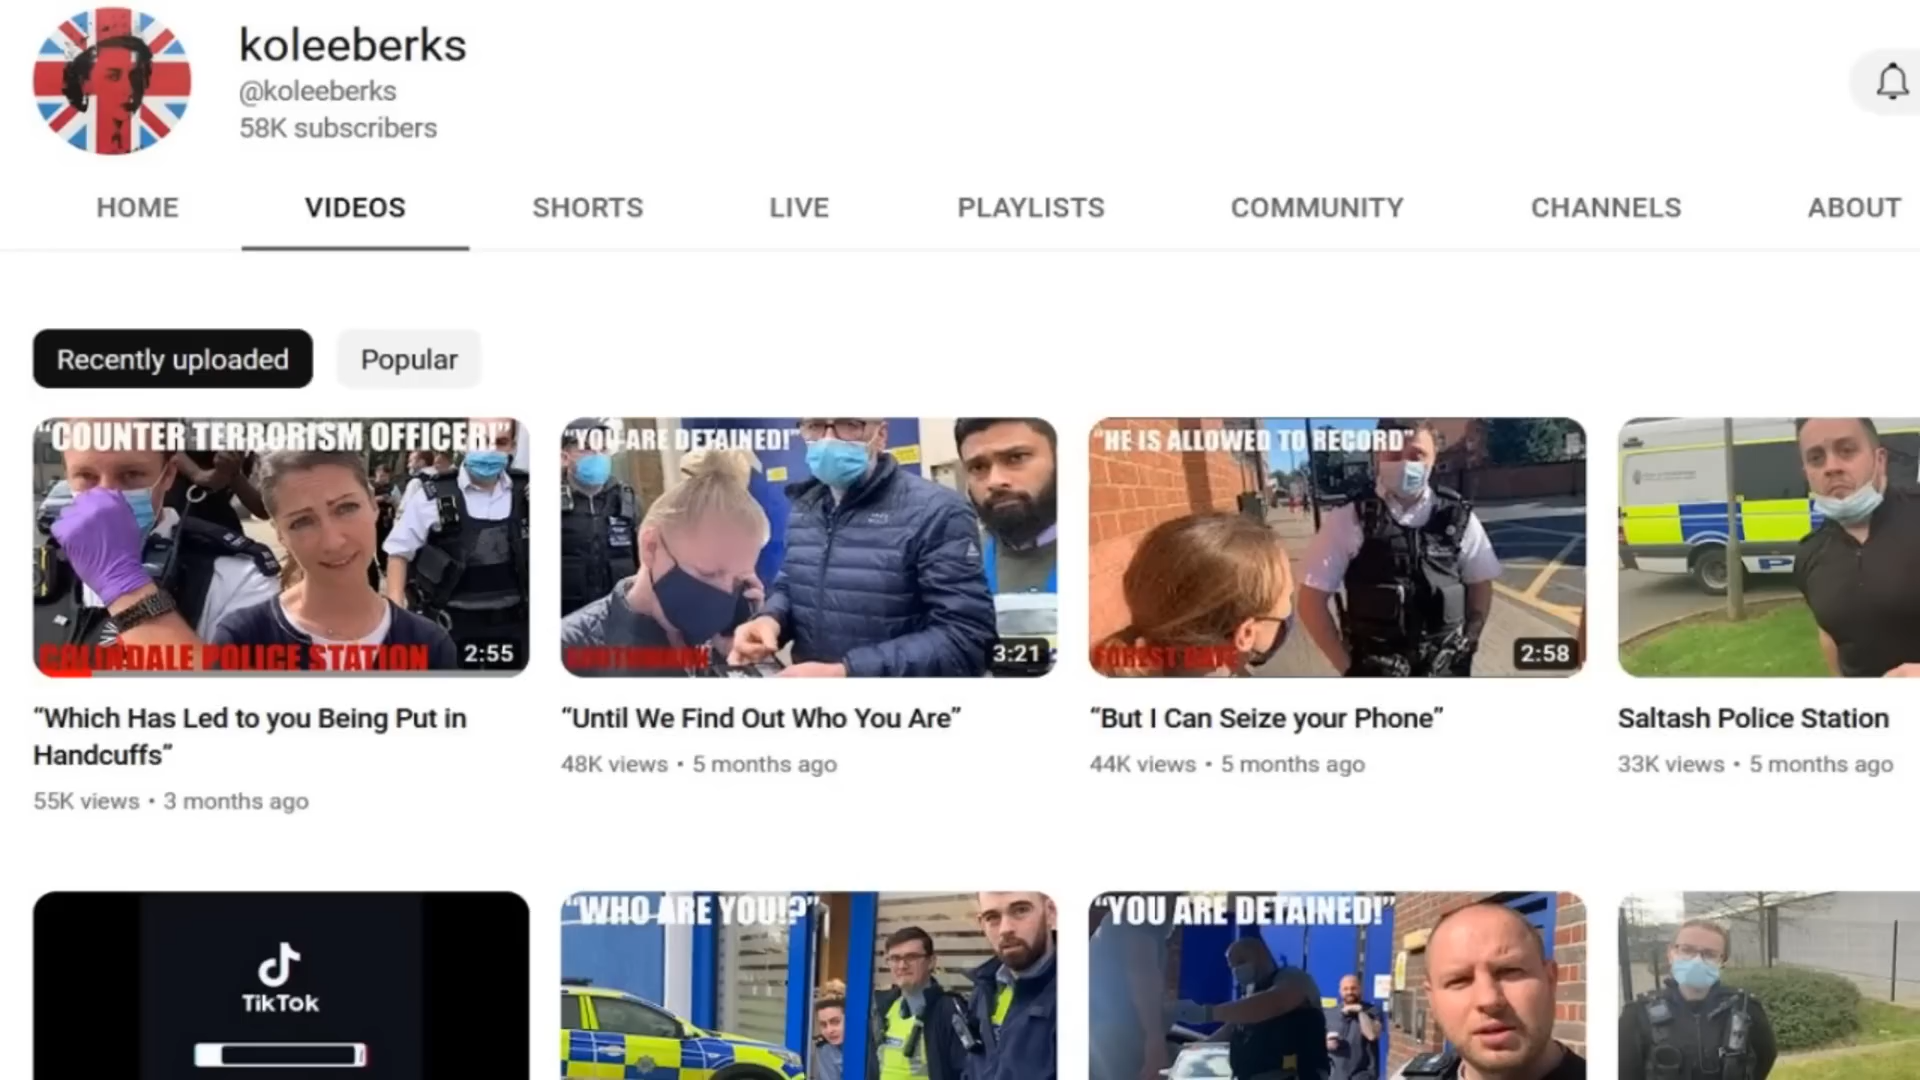 koleeberks
@koleeberks
58K subscribers
HOME VIDEOS SHORTS LIVE PLAYLISTS COMMUNITY CHANNELS ABOUT
Recently uploaded Popular
"COUNTER TERRORISM OFFICER!"
COLINDALE POLICE STATION
2:55
"YOU ARE DETAINED!"
3:21
"HE IS ALLOWED TO RECORD"
FOREST GATE
2:58
“Which Has Led to you Being Put in
Handcuffs”
55K views • 3 months ago
“Until We Find Out Who You Are”
48K views • 5 months ago
“But I Can Seize your Phone”
44K views • 5 months ago
Saltash Police Station
33K views • 5 months ago
TikTok
"WHO ARE YOU!?"
"YOU ARE DETAINED!"